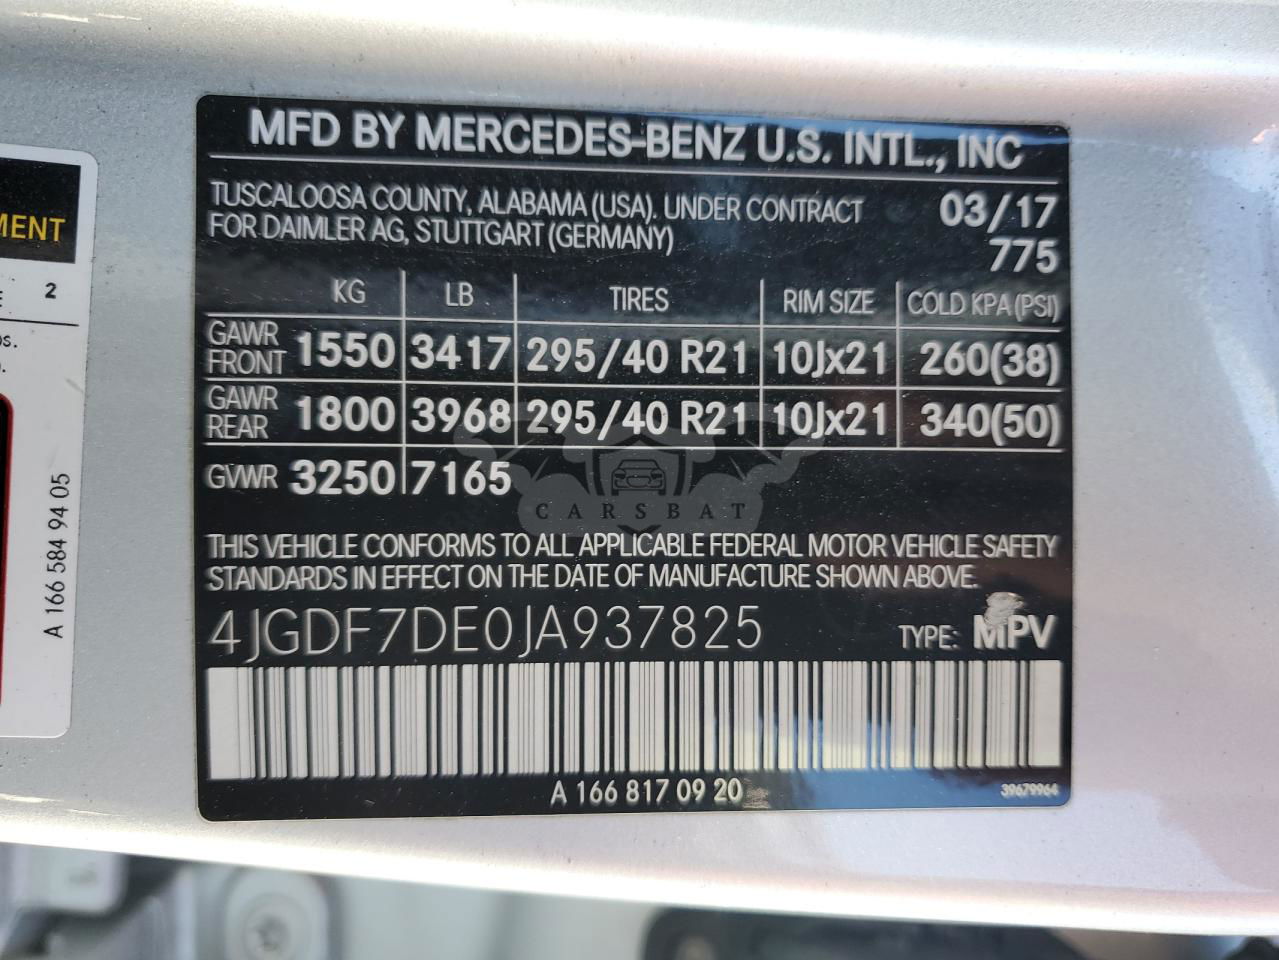 MFD BY MERCEDES-BENZ U.S. INTL., INC
TUSCALOOSA COUNTY, ALABAMA (USA). UNDER CONTRACT 03/17
FOR DAIMLER AG, STUTTGART (GERMANY) 775
KG LB TIRES RIM SIZE COLD KPA (PSI)
GAWR FRONT 1550 3417 295/40 R21 10Jx21 260(38)
GAWR REAR 1800 3968 295/40 R21 10Jx21 340(50)
GVWR 3250 7165
CARSBAT
THIS VEHICLE CONFORMS TO ALL APPLICABLE FEDERAL MOTOR VEHICLE SAFETY
STANDARDS IN EFFECT ON THE DATE OF MANUFACTURE SHOWN ABOVE.
4JGDF7DE0JA937825 TYPE: MPV
A 166 817 09 20 39679964
2
A 166 584 94 05